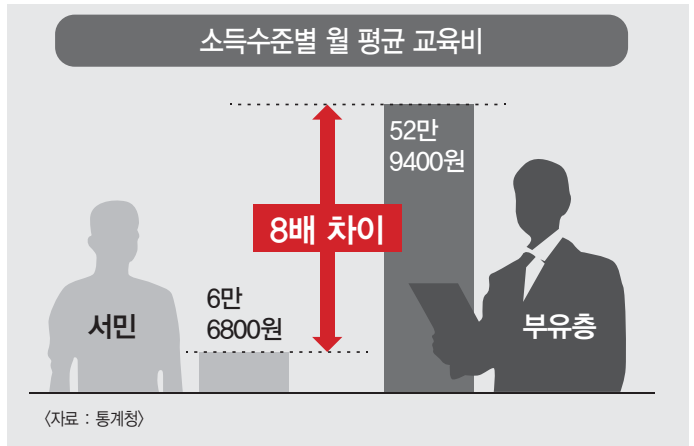 소득수준별 월 평균 교육비
52만
9400원
8배 차이
6만
6800원
서민
부유층
〈자료 : 통계청〉